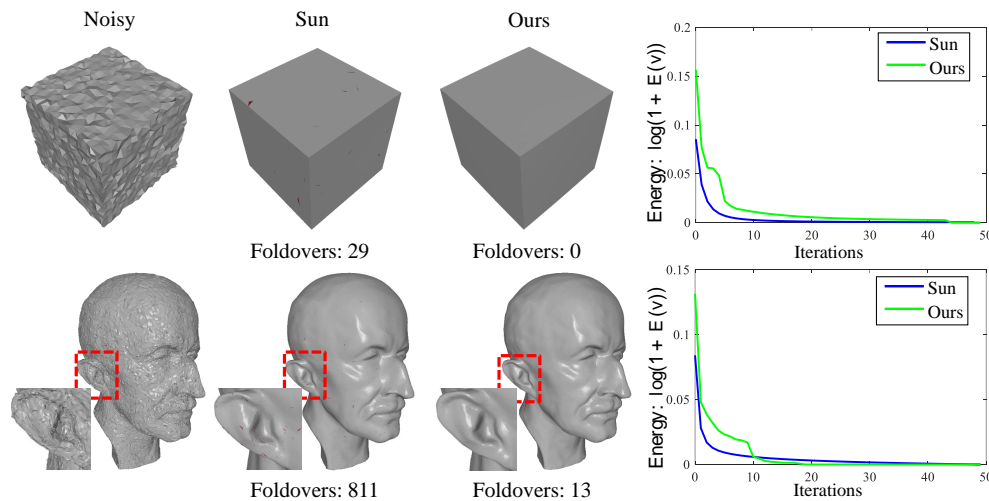 Noisy
Sun
Ours
Foldovers: 29
Foldovers: 0
0.2
0.15
0.1
0.05
0
Energy: log(1 + E(v))
0
10
20
30
40
50
Iterations
Sun
Ours
Foldovers: 811
Foldovers: 13
0.15
0.1
0.05
0
Energy: log(1 + E(v))
0
10
20
30
40
50
Iterations
Sun
Ours